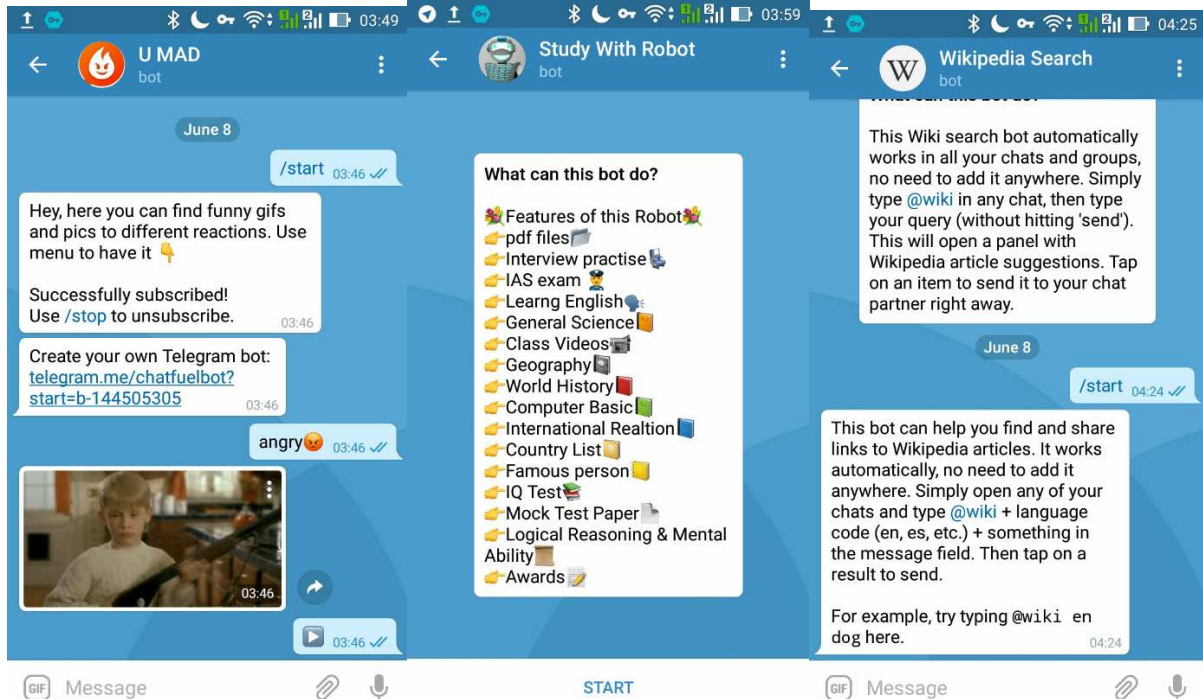 03:49
U MAD
bot
June 8
/start 03:46
Hey, here you can find funny gifs
and pics to different reactions. Use
menu to have it 👇
Successfully subscribed!
Use /stop to unsubscribe.
03:46
Create your own Telegram bot:
telegram.me/chatfuelbot?
start=b-144505305
03:46
angry😡 03:46
03:46
03:46
GIF Message
03:59
Study With Robot
bot
What can this bot do?
💐Features of this Robot💐
👉pdf files📂
👉Interview practise💺
👉IAS exam 👮
👉Learng English🗣
👉General Science📙
👉Class Videos📹
👉Geography📓
👉World History📕
👉Computer Basic📗
👉International Realtion📘
👉Country List📔
👉Famous person📒
👉IQ Test📚
👉Mock Test Paper📄
👉Logical Reasoning & Mental
Ability📜
👉Awards📝
START
04:25
W
Wikipedia Search
bot
What can this bot do?
This Wiki search bot automatically
works in all your chats and groups,
no need to add it anywhere. Simply
type @wiki in any chat, then type
your query (without hitting 'send').
This will open a panel with
Wikipedia article suggestions. Tap
on an item to send it to your chat
partner right away.
June 8
/start 04:24
This bot can help you find and share
links to Wikipedia articles. It works
automatically, no need to add it
anywhere. Simply open any of your
chats and type @wiki + language
code (en, es, etc.) + something in
the message field. Then tap on a
result to send.
For example, try typing @wiki en
dog here.
04:24
GIF Message